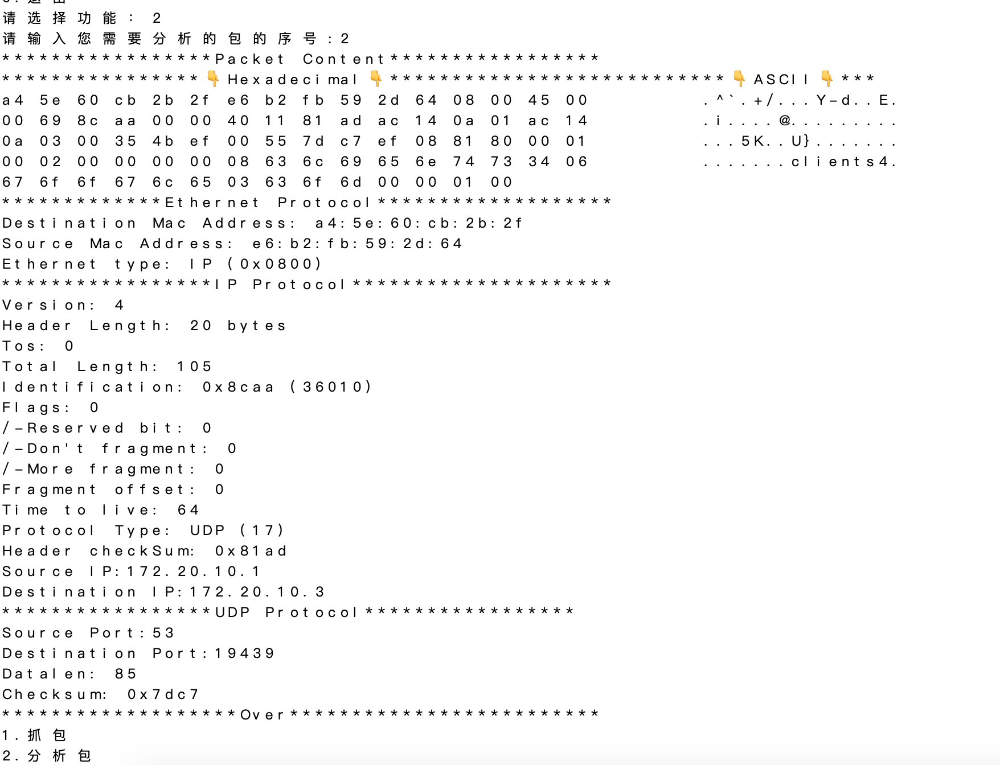 请选择功能： 2
请输入您需要分析的包的序号:2
*****************Packet Content*****************
****************👇Hexadecimal👇***************************👇ASCII👇***
a4 5e 60 cb 2b 2f e6 b2 fb 59 2d 64 08 00 45 00 .^`.+/...Y-d..E.
00 69 8c aa 00 00 40 11 81 ad ac 14 0a 01 ac 14 .i....@.........
0a 03 00 35 4b ef 00 55 7d c7 ef 08 81 80 00 01 ...5K..U}.......
00 02 00 00 00 00 08 63 6c 69 65 6e 74 73 34 06 .......clients4.
67 6f 6f 67 6c 65 03 63 6f 6d 00 00 01 00
*************Ethernet Protocol*******************
Destination Mac Address: a4:5e:60:cb:2b:2f
Source Mac Address: e6:b2:fb:59:2d:64
Ethernet type: IP (0x0800)
*****************IP Protocol*********************
Version: 4
Header Length: 20 bytes
Tos: 0
Total Length: 105
Identification: 0x8caa (36010)
Flags: 0
/-Reserved bit: 0
/-Don't fragment: 0
/-More fragment: 0
Fragment offset: 0
Time to live: 64
Protocol Type: UDP (17)
Header checkSum: 0x81ad
Source IP:172.20.10.1
Destination IP:172.20.10.3
*****************UDP Protocol*****************
Source Port:53
Destination Port:19439
Datalen: 85
Checksum: 0x7dc7
*******************Over*************************
1.抓包
2.分析包